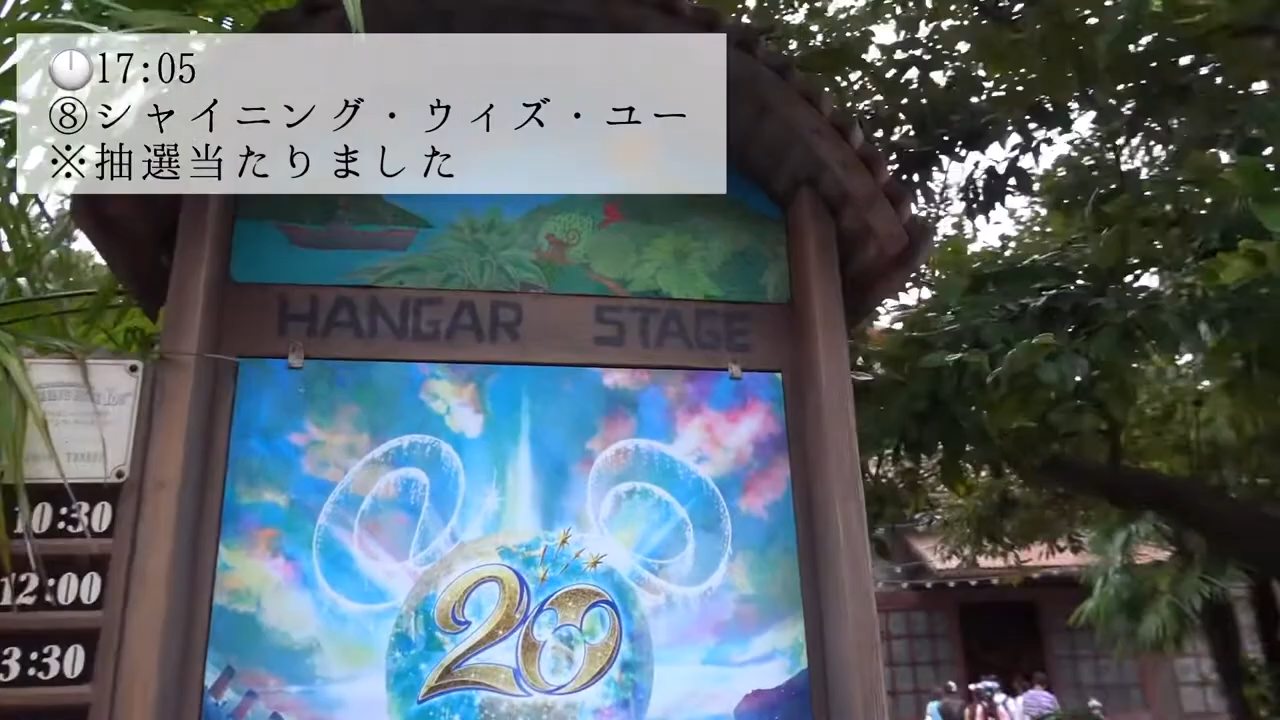 🕛17:05
⑧シャイニング・ウィズ・ユー
※抽選当たりました
HANGAR STAGE
10:30
12:00
3:30
20